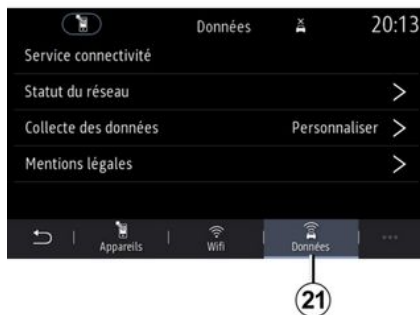 Données 20:13
Service connectivité
Statut du réseau
Collecte des données Personnaliser
Mentions légales
Appareils Wifi Données
21